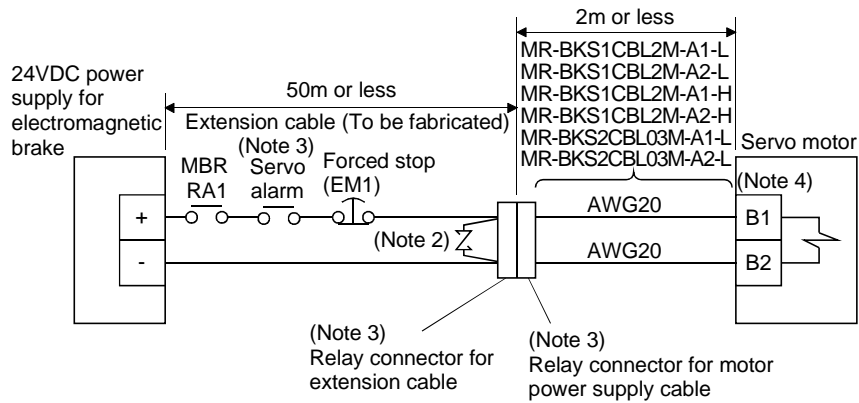 2m or less
MR-BKS1CBL2M-A1-L
MR-BKS1CBL2M-A2-L
MR-BKS1CBL2M-A1-H
MR-BKS1CBL2M-A2-H
MR-BKS2CBL03M-A1-L
MR-BKS2CBL03M-A2-L
24VDC power
supply for
electromagnetic
brake
50m or less
Extension cable (To be fabricated)
(Note 3)
MBR
RA1
Servo
alarm
Forced stop
(EM1)
Servo motor
(Note 4)
+
-
(Note 2)
AWG20
AWG20
B1
B2
(Note 3)
Relay connector for
extension cable
(Note 3)
Relay connector for motor
power supply cable